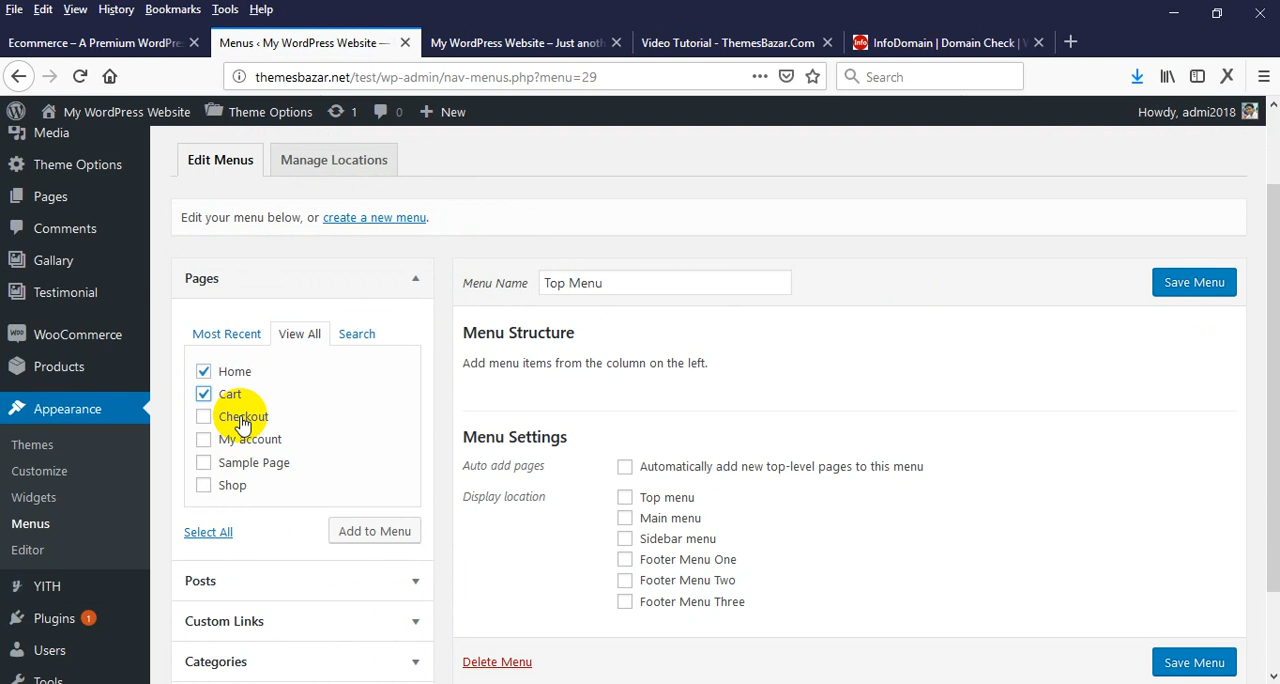 File Edit View History Bookmarks Tools Help
Ecommerce – A Premium WordPre
Menus ‹ My WordPress Website —
My WordPress Website – Just anoth
Video Tutorial - ThemesBazar.Com
Info InfoDomain | Domain Check |
themesbazar.net/test/wp-admin/nav-menus.php?menu=29
Search
My WordPress Website
Theme Options
1
0
New
Howdy, admi2018
Media
Theme Options
Pages
Comments
Gallary
Testimonial
WooCommerce
Products
Appearance
Themes
Customize
Widgets
Menus
Editor
YITH
Plugins 1
Users
Tools
Edit Menus
Manage Locations
Edit your menu below, or create a new menu.
Pages
Most Recent
View All
Search
Home
Cart
Checkout
My account
Sample Page
Shop
Select All
Add to Menu
Posts
Custom Links
Categories
Menu Name
Top Menu
Save Menu
Menu Structure
Add menu items from the column on the left.
Menu Settings
Auto add pages
Automatically add new top-level pages to this menu
Display location
Top menu
Main menu
Sidebar menu
Footer Menu One
Footer Menu Two
Footer Menu Three
Delete Menu
Save Menu